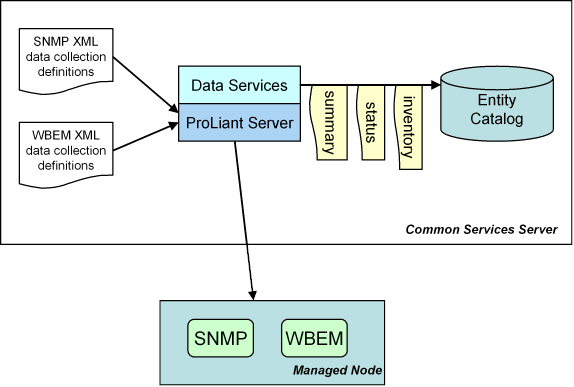 SNMP XML
data collection
definitions
WBEM XML
data collection
definitions
Data Services
ProLiant Server
summary
status
inventory
Entity
Catalog
Common Services Server
SNMP
WBEM
Managed Node